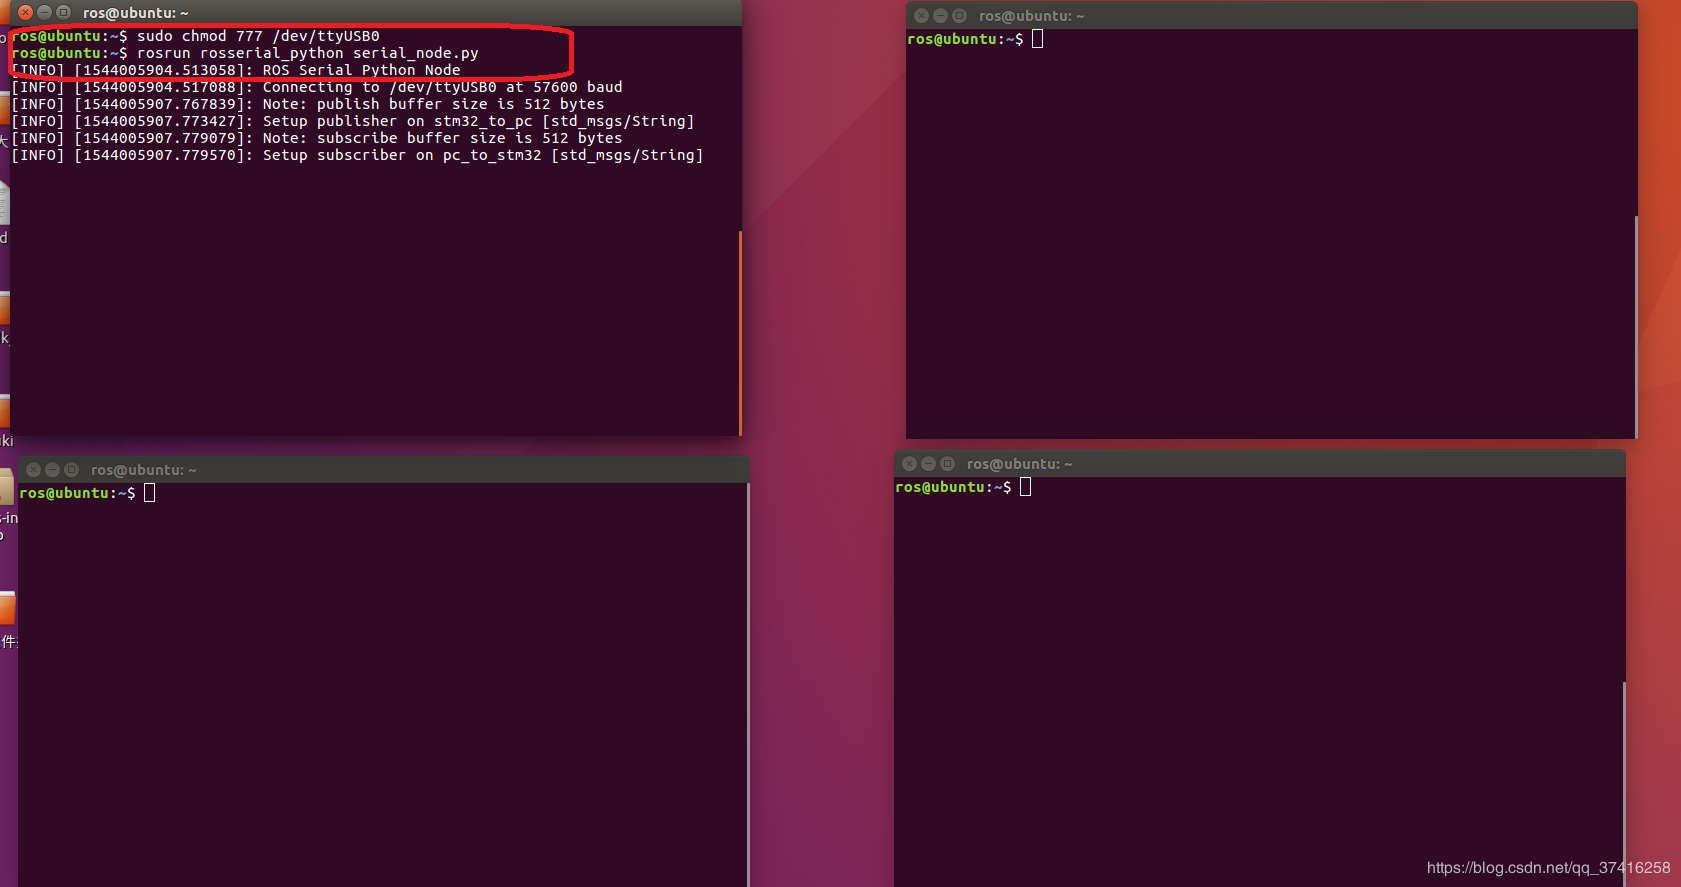 ros@ubuntu: ~
ros@ubuntu:~$ sudo chmod 777 /dev/ttyUSB0
ros@ubuntu:~$ rosrun rosserial_python serial_node.py
[INFO] [1544005904.513058]: ROS Serial Python Node
[INFO] [1544005904.517088]: Connecting to /dev/ttyUSB0 at 57600 baud
[INFO] [1544005907.767839]: Note: publish buffer size is 512 bytes
[INFO] [1544005907.773427]: Setup publisher on stm32_to_pc [std_msgs/String]
[INFO] [1544005907.779079]: Note: subscribe buffer size is 512 bytes
[INFO] [1544005907.779570]: Setup subscriber on pc_to_stm32 [std_msgs/String]
ros@ubuntu: ~
ros@ubuntu:~$
ros@ubuntu: ~
ros@ubuntu:~$
ros@ubuntu: ~
ros@ubuntu:~$
o
大
d
k
ki
s-in
件
https://blog.csdn.net/qq_37416258